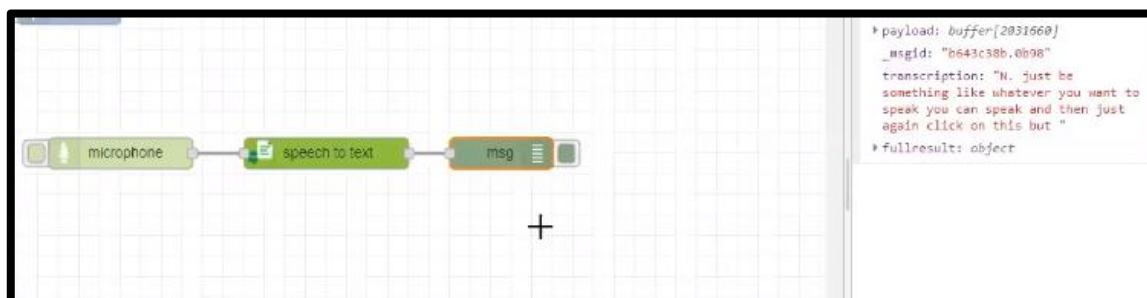 microphone
speech to text
msg
payload: buffer[2031660]
_msgid: "b643c38b.0b98"
transcription: "N. just be
something like whatever you want to
speak you can speak and then just
again click on this but "
fullresult: object